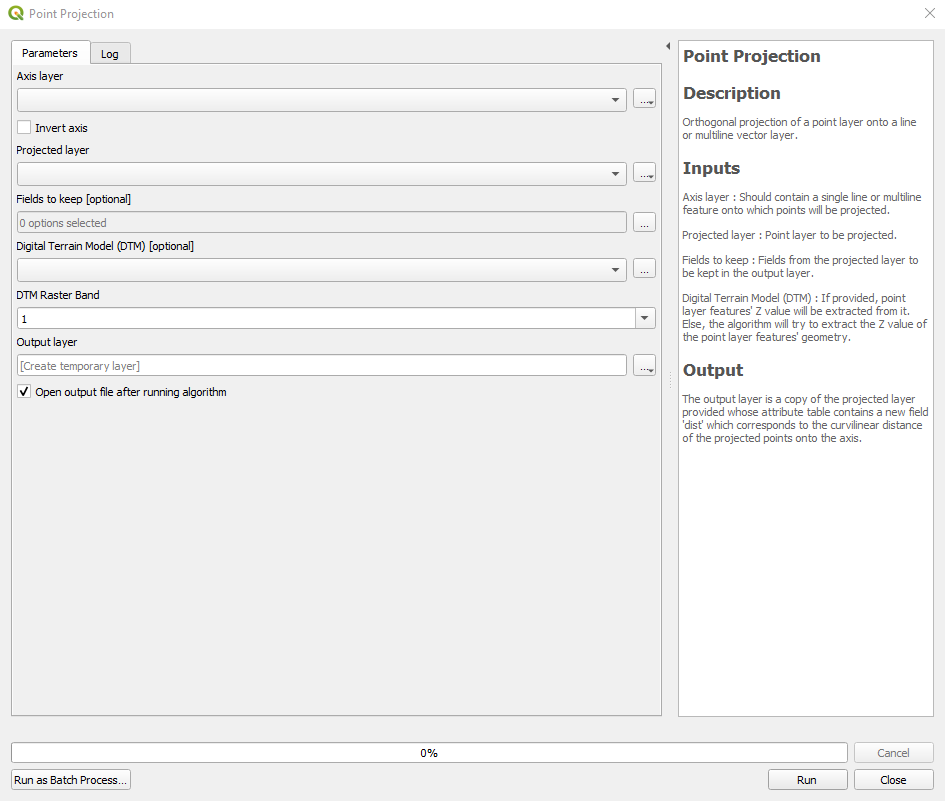 Point Projection
Parameters
Log
Axis layer
...
Invert axis
Projected layer
...
Fields to keep [optional]
0 options selected
...
Digital Terrain Model (DTM) [optional]
...
DTM Raster Band
1
Output layer
[Create temporary layer]
...
Open output file after running algorithm
Point Projection
Description
Orthogonal projection of a point layer onto a line
or multiline vector layer.
Inputs
Axis layer : Should contain a single line or multiline
feature onto which points will be projected.
Projected layer : Point layer to be projected.
Fields to keep : Fields from the projected layer to
be kept in the output layer.
Digital Terrain Model (DTM) : If provided, point
layer features' Z value will be extracted from it.
Else, the algorithm will try to extract the Z value of
the point layer features' geometry.
Output
The output layer is a copy of the projected layer
provided whose attribute table contains a new field
'dist' which corresponds to the curvilinear distance
of the projected points onto the axis.
0%
Cancel
Run as Batch Process...
Run
Close